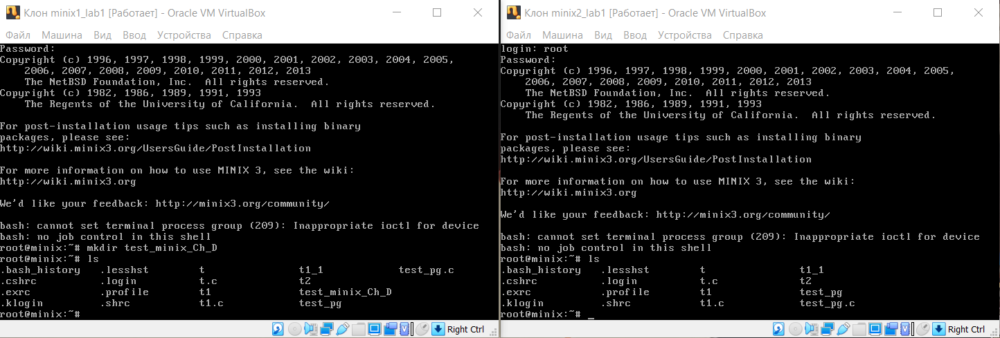 Клон minix1_lab1 [Работает] - Oracle VM VirtualBox
Файл Машина Вид Ввод Устройства Справка
Password:
Copyright (c) 1996, 1997, 1998, 1999, 2000, 2001, 2002, 2003, 2004, 2005,
2006, 2007, 2008, 2009, 2010, 2011, 2012, 2013
The NetBSD Foundation, Inc. All rights reserved.
Copyright (c) 1982, 1986, 1989, 1991, 1993
The Regents of the University of California. All rights reserved.
For post-installation usage tips such as installing binary
packages, please see:
http://wiki.minix3.org/UsersGuide/PostInstallation
For more information on how to use MINIX 3, see the wiki:
http://wiki.minix3.org
We'd like your feedback: http://minix3.org/community/
bash: cannot set terminal process group (209): Inappropriate ioctl for device
bash: no job control in this shell
root@minix:~# mkdir test_minix_Ch_D
root@minix:~# ls
.bash_history .lesshst t t1_1 test_pg.c
.cshrc .login t.c t2
.exrc .profile t1 test_minix_Ch_D
.klogin .shrc t1.c test_pg
root@minix:~#
Right Ctrl
Клон minix2_lab1 [Работает] - Oracle VM VirtualBox
Файл Машина Вид Ввод Устройства Справка
login: root
Password:
Copyright (c) 1996, 1997, 1998, 1999, 2000, 2001, 2002, 2003, 2004, 2005,
2006, 2007, 2008, 2009, 2010, 2011, 2012, 2013
The NetBSD Foundation, Inc. All rights reserved.
Copyright (c) 1982, 1986, 1989, 1991, 1993
The Regents of the University of California. All rights reserved.
For post-installation usage tips such as installing binary
packages, please see:
http://wiki.minix3.org/UsersGuide/PostInstallation
For more information on how to use MINIX 3, see the wiki:
http://wiki.minix3.org
We'd like your feedback: http://minix3.org/community/
bash: cannot set terminal process group (209): Inappropriate ioctl for device
bash: no job control in this shell
root@minix:~# ls
.bash_history .lesshst t t1_1
.cshrc .login t.c t2
.exrc .profile t1 test_pg
.klogin .shrc t1.c test_pg.c
root@minix:~# _
Right Ctrl